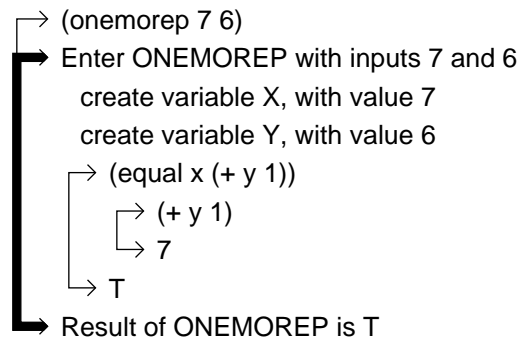 (onemorep 7 6)
Enter ONEMOREP with inputs 7 and 6
create variable X, with value 7
create variable Y, with value 6
(equal x (+ y 1))
(+ y 1)
7
T
Result of ONEMOREP is T